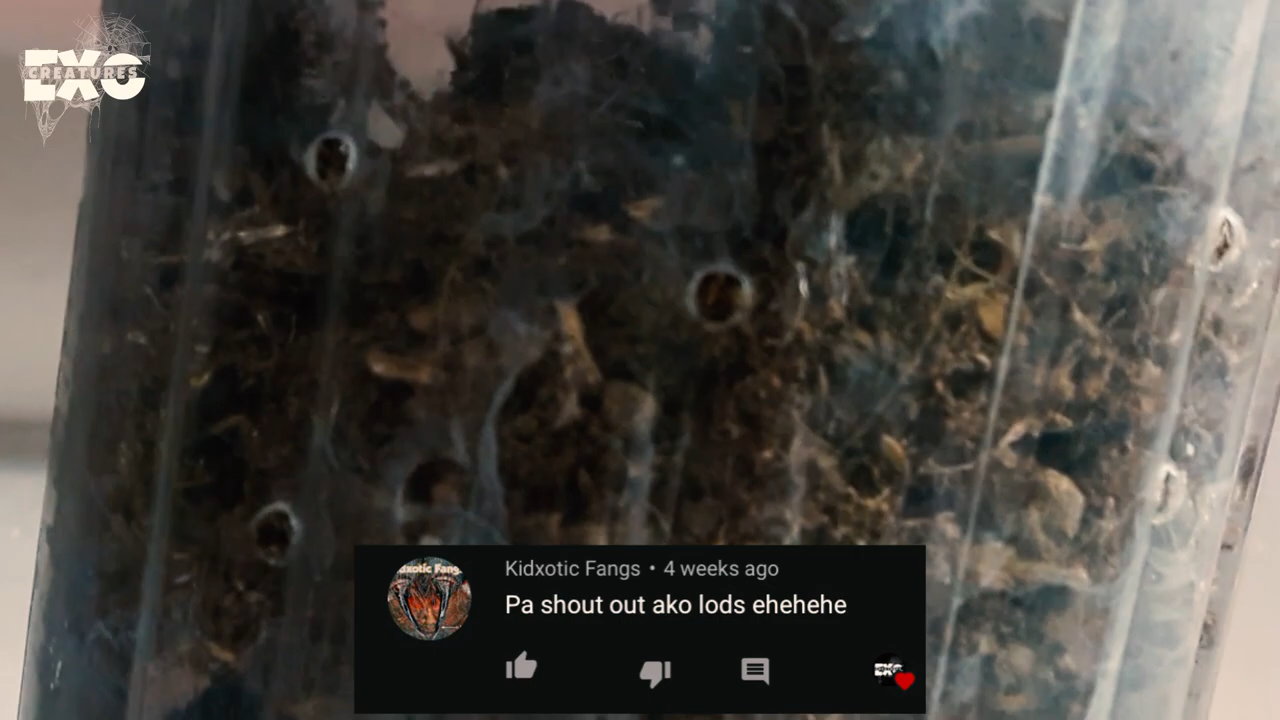 EXO
CREATURES
Kidxotic Fangs • 4 weeks ago
Pa shout out ako lods ehehehe